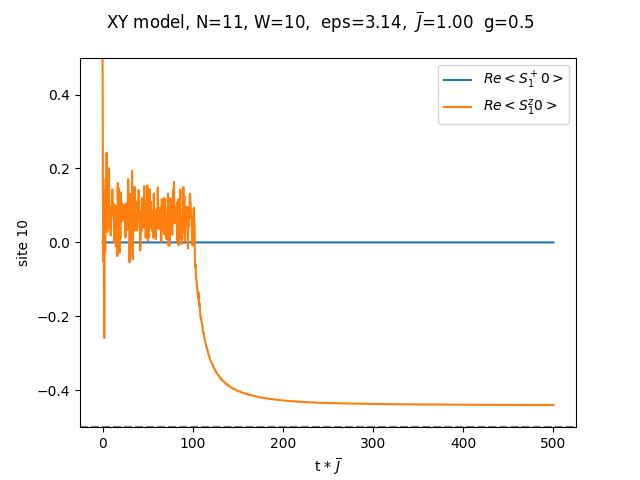 XY model, N=11, W=10, eps=3.14, J̄=1.00 g=0.5
Re<S₁⁺0>
Re<S₁ᶻ0>
0.4
0.2
0.0
−0.2
−0.4
site 10
0 100 200 300 400 500
t * J̄